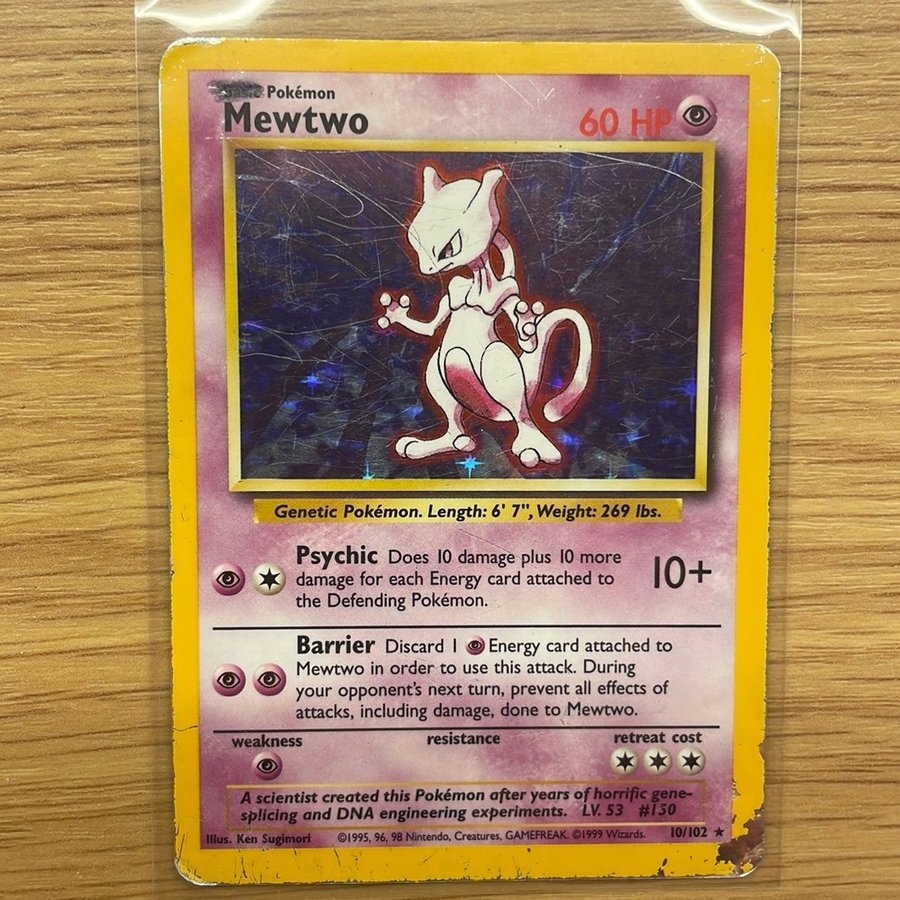 Basic Pokémon
Mewtwo
60 HP
Genetic Pokémon. Length: 6' 7", Weight: 269 lbs.
Psychic Does 10 damage plus 10 more
damage for each Energy card attached to
the Defending Pokémon.
10+
Barrier Discard 1 Energy card attached to
Mewtwo in order to use this attack. During
your opponent's next turn, prevent all effects of
attacks, including damage, done to Mewtwo.
weakness resistance retreat cost
A scientist created this Pokémon after years of horrific gene-
splicing and DNA engineering experiments. LV. 53 #150
Illus. Ken Sugimori ©1995, 96, 98 Nintendo, Creatures, GAMEFREAK. ©1999 Wizards. 10/102 ★